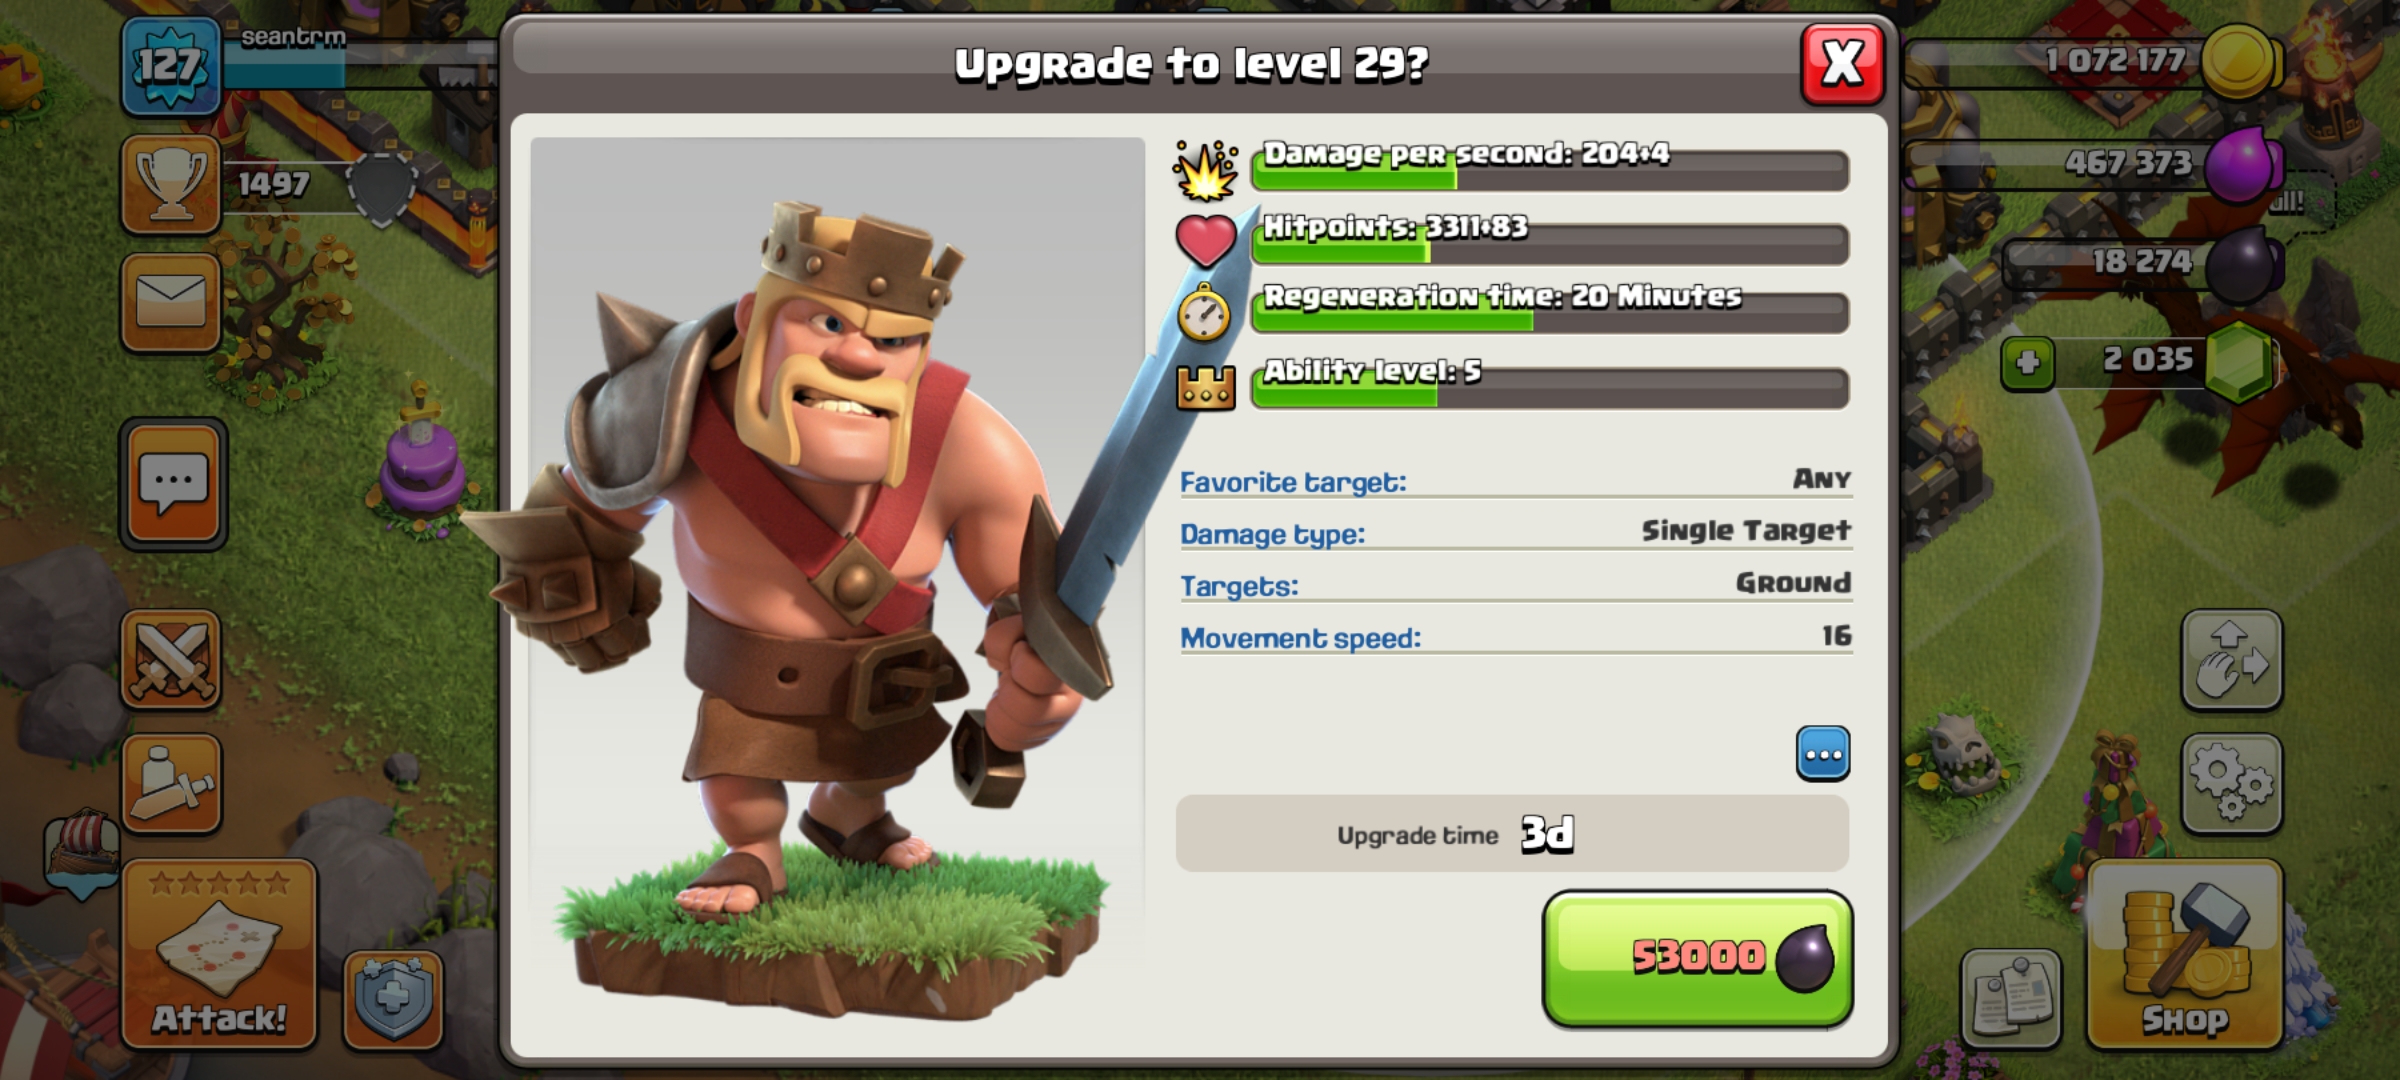 127
seantrm
1497
Upgrade to level 29?
X
1 072 177
467 373
ull!
18 274
2 035
Damage per second: 204+4
Hitpoints: 3311+83
Regeneration time: 20 Minutes
Ability level: 5
Favorite target: Any
Damage type: Single Target
Targets: Ground
Movement speed: 16
Upgrade time 3d
53000
Attack!
Shop